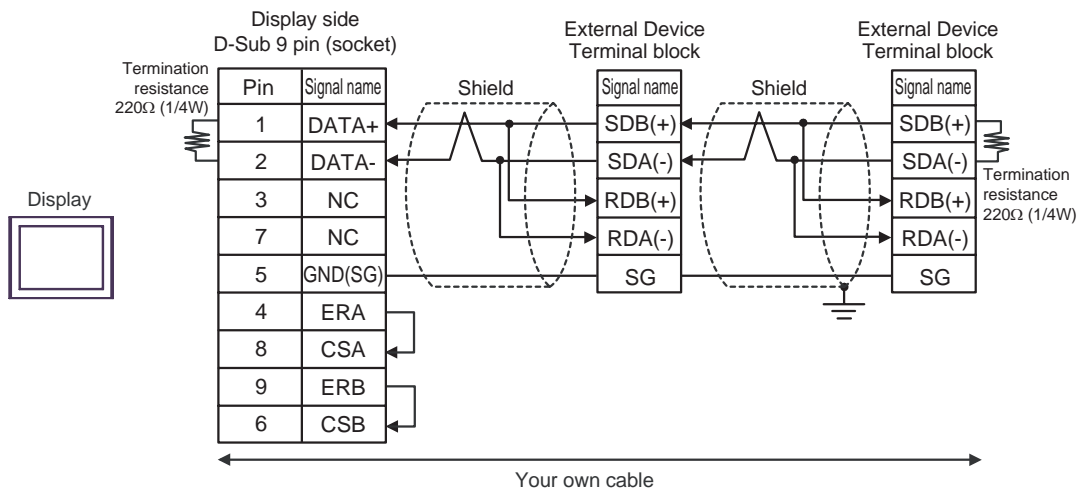 Display side
D-Sub 9 pin (socket)
External Device
Terminal block
External Device
Terminal block
Termination
resistance
220Ω (1/4W)
Pin Signal name
1 DATA+
2 DATA-
3 NC
7 NC
5 GND(SG)
4 ERA
8 CSA
9 ERB
6 CSB
Display
Shield
Signal name
SDB(+)
SDA(-)
RDB(+)
RDA(-)
SG
Shield
Signal name
SDB(+)
SDA(-)
RDB(+)
RDA(-)
SG
Termination
resistance
220Ω (1/4W)
Your own cable